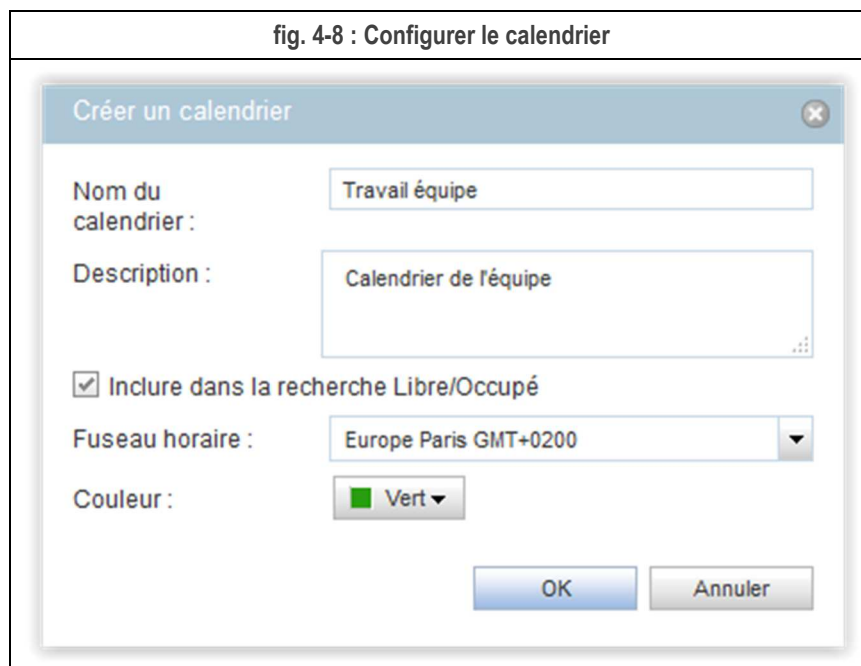 fig. 4-8 : Configurer le calendrier
Créer un calendrier
Nom du
calendrier :
Travail équipe
Description :
Calendrier de l'équipe
Inclure dans la recherche Libre/Occupé
Fuseau horaire :
Europe Paris GMT+0200
Couleur :
Vert
OK
Annuler